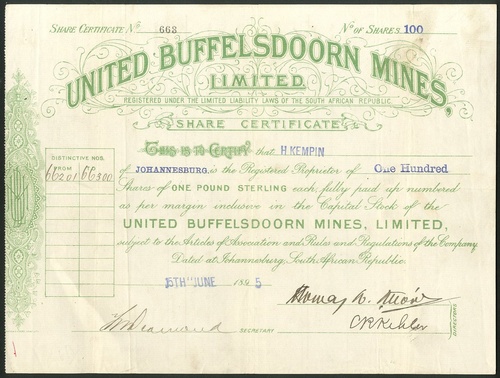 SHARE CERTIFICATE No. 663 No. OF SHARES. 100
UNITED BUFFELSDOORN MINES,
LIMITED.
REGISTERED UNDER THE LIMITED LIABILITY LAWS OF THE SOUTH AFRICAN REPUBLIC.
SHARE CERTIFICATE
This is to Certify that H. KEMPIN
of JOHANNESBURG, is the Registered Proprietor of One Hundred
Shares of ONE POUND STERLING each, fully paid up numbered
as per margin inclusive in the Capital Stock of the
UNITED BUFFELSDOORN MINES, LIMITED,
subject to the Articles of Association and Rules and Regulations of the Company.
Dated at Johannesburg, South African Republic.
DISTINCTIVE NOS.
FROM TO
66201 66300
15TH JUNE 1895
SECRETARY
DIRECTORS